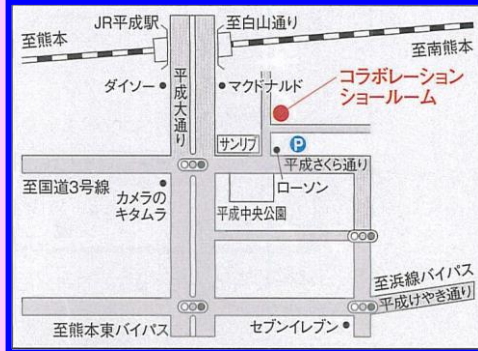 JR平成駅
至白山通り
至熊本
至南熊本
ダイソー
平成大通り
マクドナルド
コラボレーション
ショールーム
サンリブ
P
平成さくら通り
至国道3号線
カメラの
キタムラ
ローソン
平成中央公園
至浜線バイパス
平成けやき通り
至熊本東バイパス
セブンイレブン